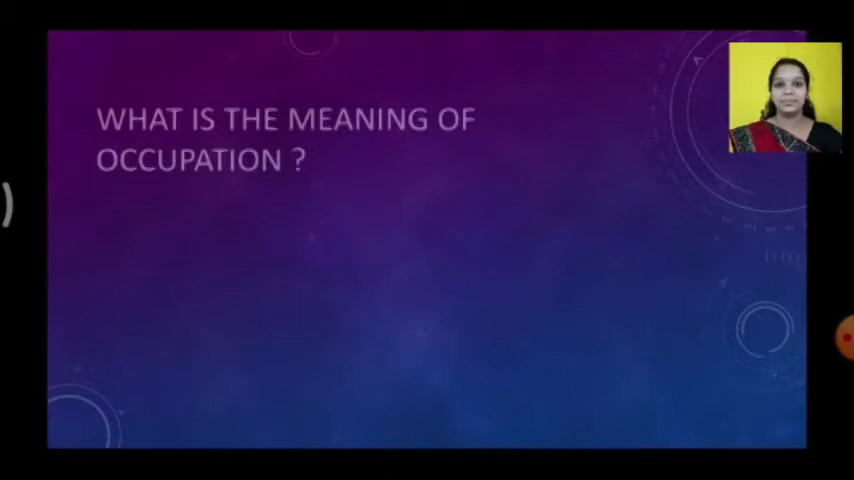 WHAT IS THE MEANING OF
OCCUPATION ?